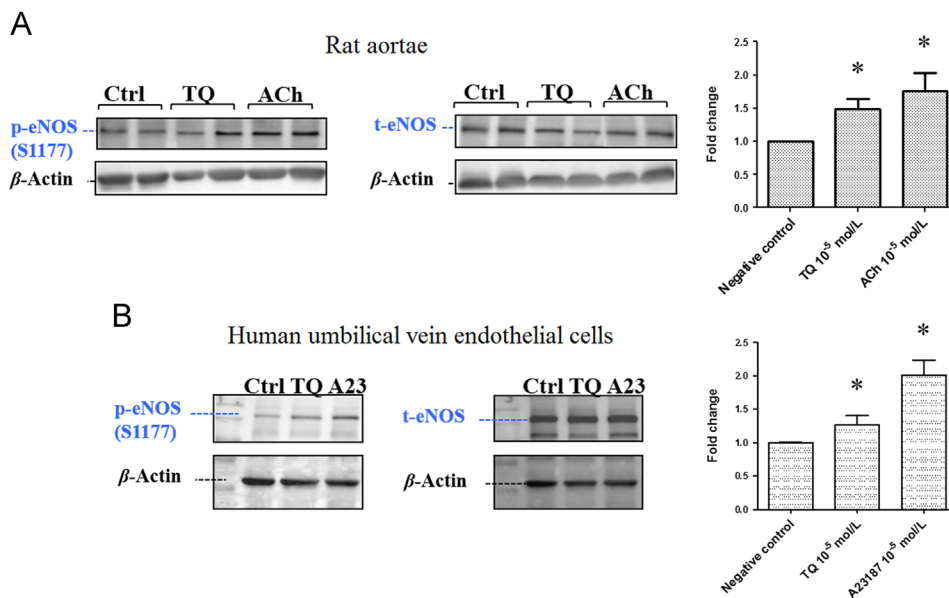 A
Rat aortae
Ctrl TQ ACh
p-eNOS
(S1177)
β-Actin
Ctrl TQ ACh
t-eNOS
β-Actin
Fold change
2.5
2.0
1.5
1.0
0.5
0.0
* *
Negative control
TQ 10⁻⁵ mol/L
ACh 10⁻⁵ mol/L
B
Human umbilical vein endothelial cells
Ctrl TQ A23
p-eNOS
(S1177)
β-Actin
Ctrl TQ A23
t-eNOS
β-Actin
Fold change
2.5
2.0
1.5
1.0
0.5
0.0
* *
Negative control
TQ 10⁻⁵ mol/L
A23187 10⁻⁵ mol/L